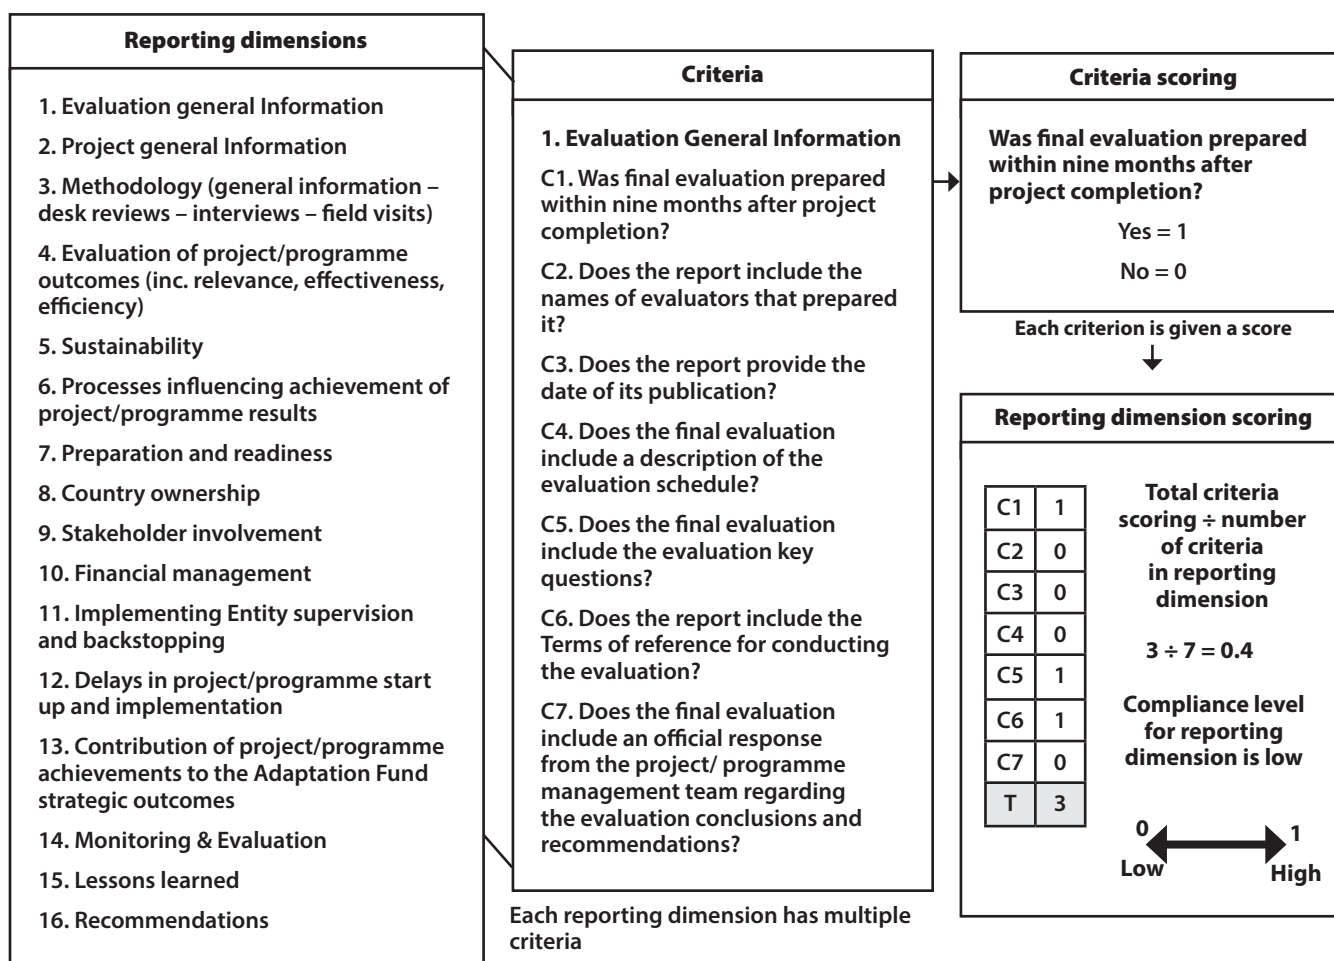 Reporting dimensions
1. Evaluation general Information
2. Project general Information
3. Methodology (general information –
desk reviews – interviews – field visits)
4. Evaluation of project/programme
outcomes (inc. relevance, effectiveness,
efficiency)
5. Sustainability
6. Processes influencing achievement of
project/programme results
7. Preparation and readiness
8. Country ownership
9. Stakeholder involvement
10. Financial management
11. Implementing Entity supervision
and backstopping
12. Delays in project/programme start
up and implementation
13. Contribution of project/programme
achievements to the Adaptation Fund
strategic outcomes
14. Monitoring & Evaluation
15. Lessons learned
16. Recommendations
Criteria
1. Evaluation General Information
C1. Was final evaluation prepared
within nine months after project
completion?
C2. Does the report include the
names of evaluators that prepared
it?
C3. Does the report provide the
date of its publication?
C4. Does the final evaluation
include a description of the
evaluation schedule?
C5. Does the final evaluation
include the evaluation key
questions?
C6. Does the report include the
Terms of reference for conducting
the evaluation?
C7. Does the final evaluation
include an official response
from the project/ programme
management team regarding
the evaluation conclusions and
recommendations?
Each reporting dimension has multiple
criteria
Criteria scoring
Was final evaluation prepared
within nine months after
project completion?
Yes = 1
No = 0
Each criterion is given a score
Reporting dimension scoring
C1 1
C2 0
C3 0
C4 0
C5 1
C6 1
C7 0
T 3
Total criteria
scoring ÷ number
of criteria
in reporting
dimension
3 ÷ 7 = 0.4
Compliance level
for reporting
dimension is low
0 1
Low High